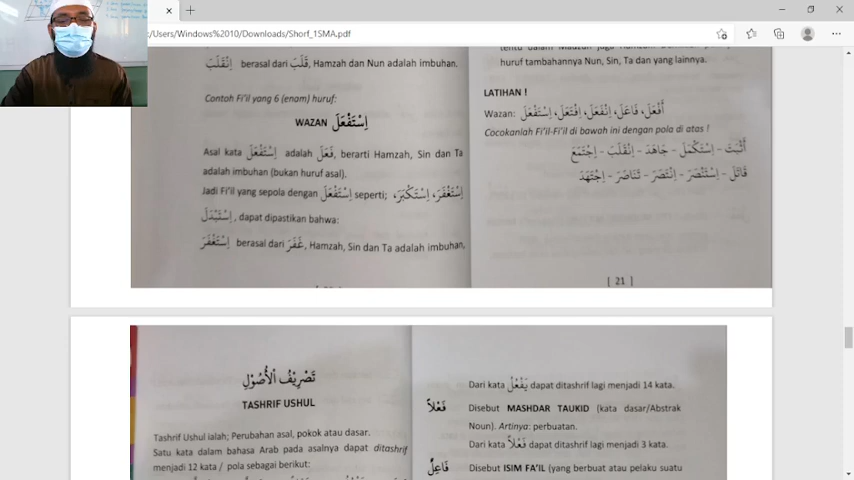 :/Users/Windows%2010/Downloads/Shorf_1SMA.pdf
اِنْقَلَبَ berasal dari قَلَبَ, Hamzah dan Nun adalah imbuhan.
Contoh Fi'il yang 6 (enam) huruf:
WAZAN اِسْتَفْعَلَ
Asal kata اِسْتَفْعَلَ adalah فَعَلَ, berarti Hamzah, Sin dan Ta
adalah imbuhan (bukan huruf asal).
Jadi Fi'il yang sepola dengan اِسْتَفْعَلَ seperti; اِسْتَغْفَرَ، اِسْتَكْبَرَ،
اِسْتَبْدَلَ, dapat dipastikan bahwa:
اِسْتَغْفَرَ berasal dari غَفَرَ, Hamzah, Sin dan Ta adalah imbuhan,
huruf tambahannya Nun, Sin, Ta dan yang lainnya.
LATIHAN !
Wazan: أَفْعَلَ، فَاعَلَ، اِنْفَعَلَ، اِفْتَعَلَ، اِسْتَفْعَلَ
Cocokanlah Fi'il-Fi'il di bawah ini dengan pola di atas !
أَثْبَتَ – اِسْتَكْمَلَ – جَاهَدَ – اِنْقَلَبَ – اِجْتَمَعَ
قَاتَلَ – اِسْتَنْصَرَ – اِنْتَصَرَ – تَنَاصَرَ – اِجْتَهَدَ
[ 21 ]
تَصْرِيْفُ الْأُصُوْلِ
TASHRIF USHUL
Tashrif Ushul ialah; Perubahan asal, pokok atau dasar.
Satu kata dalam bahasa Arab pada asalnya dapat ditashrif
menjadi 12 kata / pola sebagai berikut:
Dari kata يَفْعُلُ dapat ditashrif lagi menjadi 14 kata.
فَعْلاً Disebut MASHDAR TAUKID (kata dasar/Abstrak
Noun). Artinya: perbuatan.
Dari kata فَعْلاً dapat ditashrif lagi menjadi 3 kata.
فَاعِلٌ Disebut ISIM FA'IL (yang berbuat atau pelaku suatu